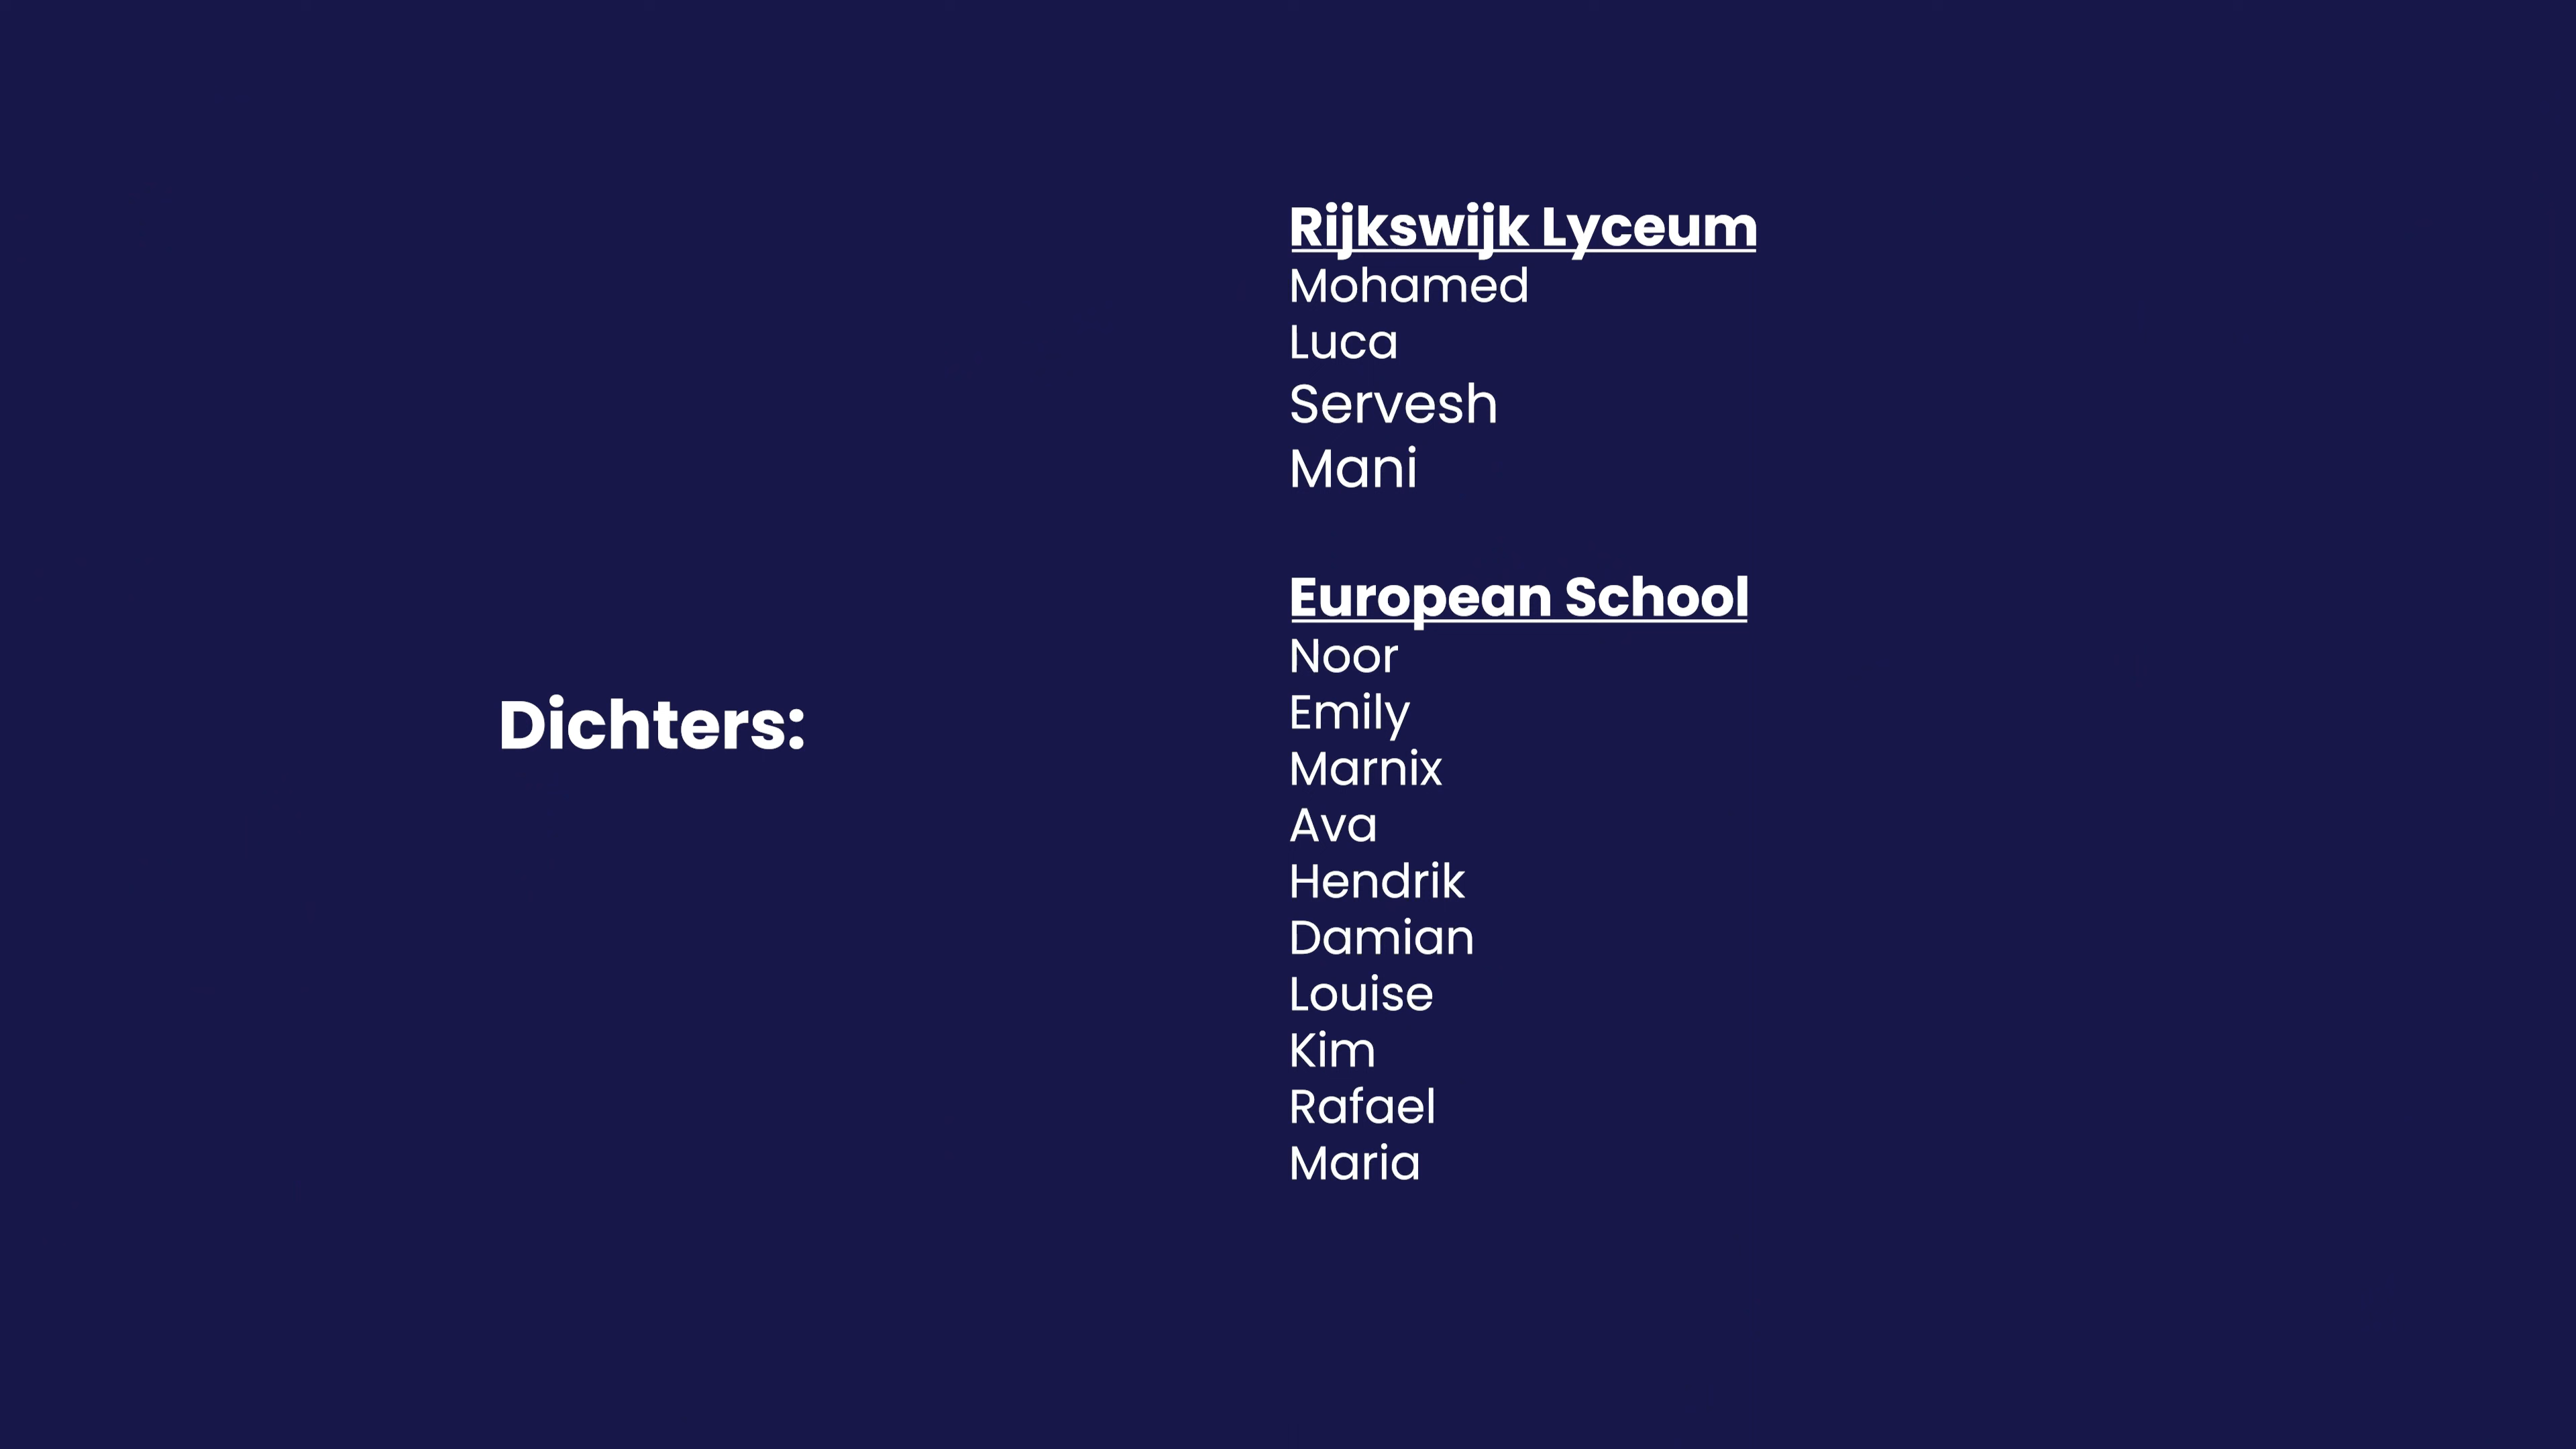 Dichters:
Rijkswijk Lyceum
Mohamed
Luca
Servesh
Mani
European School
Noor
Emily
Marnix
Ava
Hendrik
Damian
Louise
Kim
Rafael
Maria